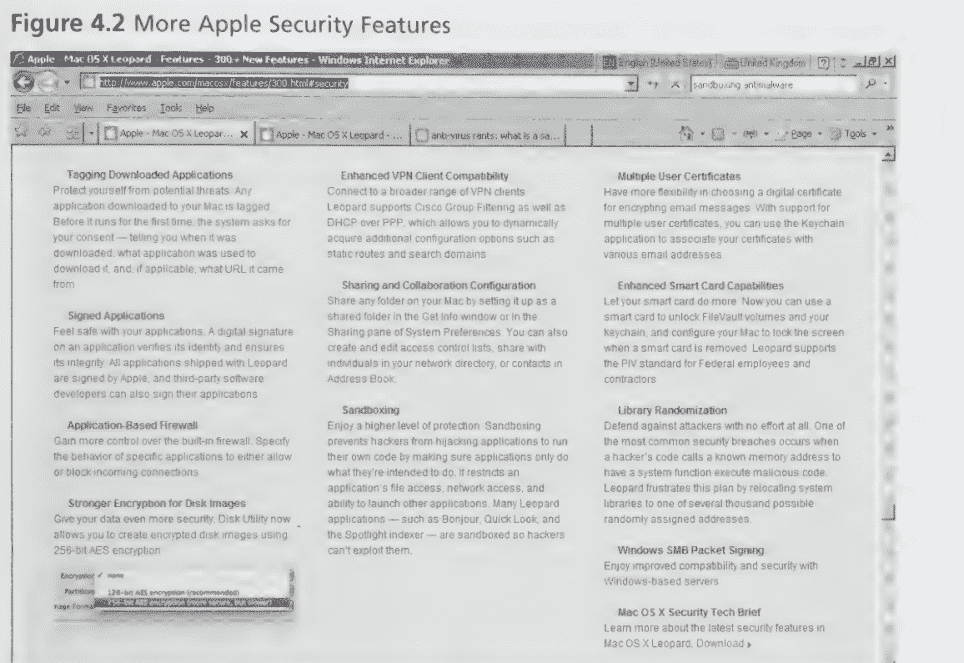 Figure 4.2 More Apple Security Features
Apple - Mac OS X Leopard - Features - 300+ New Features - Windows Internet Explorer
EN English (United States) United Kingdom
http://www.apple.com/macosx/features/300.html#security
sandboxing antimalware
File Edit View Favorites Tools Help
Apple - Mac OS X Leopar... x
Apple - Mac OS X Leopard - ...
anti-virus rants: what is a sa...
Page Tools
Tagging Downloaded Applications
Protect yourself from potential threats. Any
application downloaded to your Mac is tagged.
Before it runs for the first time, the system asks for
your consent — telling you when it was
downloaded, what application was used to
download it, and, if applicable, what URL it came
from
Signed Applications
Feel safe with your applications. A digital signature
on an application verifies its identity and ensures
its integrity. All applications shipped with Leopard
are signed by Apple, and third-party software
developers can also sign their applications
Application-Based Firewall
Gain more control over the built-in firewall. Specify
the behavior of specific applications to either allow
or block incoming connections
Stronger Encryption for Disk Images
Give your data even more security. Disk Utility now
allows you to create encrypted disk images using
256-bit AES encryption
Encryption ✓ none
Partitions 128-bit AES encryption (recommended)
mage Format 256-bit AES encryption (more secure, but slower)
Enhanced VPN Client Compatibility
Connect to a broader range of VPN clients
Leopard supports Cisco Group Filtering as well as
DHCP over PPP, which allows you to dynamically
acquire additional configuration options such as
static routes and search domains
Sharing and Collaboration Configuration
Share any folder on your Mac by setting it up as a
shared folder in the Get Info window or in the
Sharing pane of System Preferences. You can also
create and edit access control lists, share with
individuals in your network directory, or contacts in
Address Book.
Sandboxing
Enjoy a higher level of protection. Sandboxing
prevents hackers from hijacking applications to run
their own code by making sure applications only do
what they're intended to do. It restricts an
application's file access, network access, and
ability to launch other applications. Many Leopard
applications — such as Bonjour, Quick Look, and
the Spotlight indexer — are sandboxed so hackers
can't exploit them.
Multiple User Certificates
Have more flexibility in choosing a digital certificate
for encrypting email messages. With support for
multiple user certificates, you can use the Keychain
application to associate your certificates with
various email addresses.
Enhanced Smart Card Capabilities
Let your smart card do more. Now you can use a
smart card to unlock FileVault volumes and your
keychain, and configure your Mac to lock the screen
when a smart card is removed. Leopard supports
the PIV standard for Federal employees and
contractors
Library Randomization
Defend against attackers with no effort at all. One of
the most common security breaches occurs when
a hacker's code calls a known memory address to
have a system function execute malicious code.
Leopard frustrates this plan by relocating system
libraries to one of several thousand possible
randomly assigned addresses.
Windows SMB Packet Signing
Enjoy improved compatibility and security with
Windows-based servers
Mac OS X Security Tech Brief
Learn more about the latest security features in
Mac OS X Leopard. Download ▸